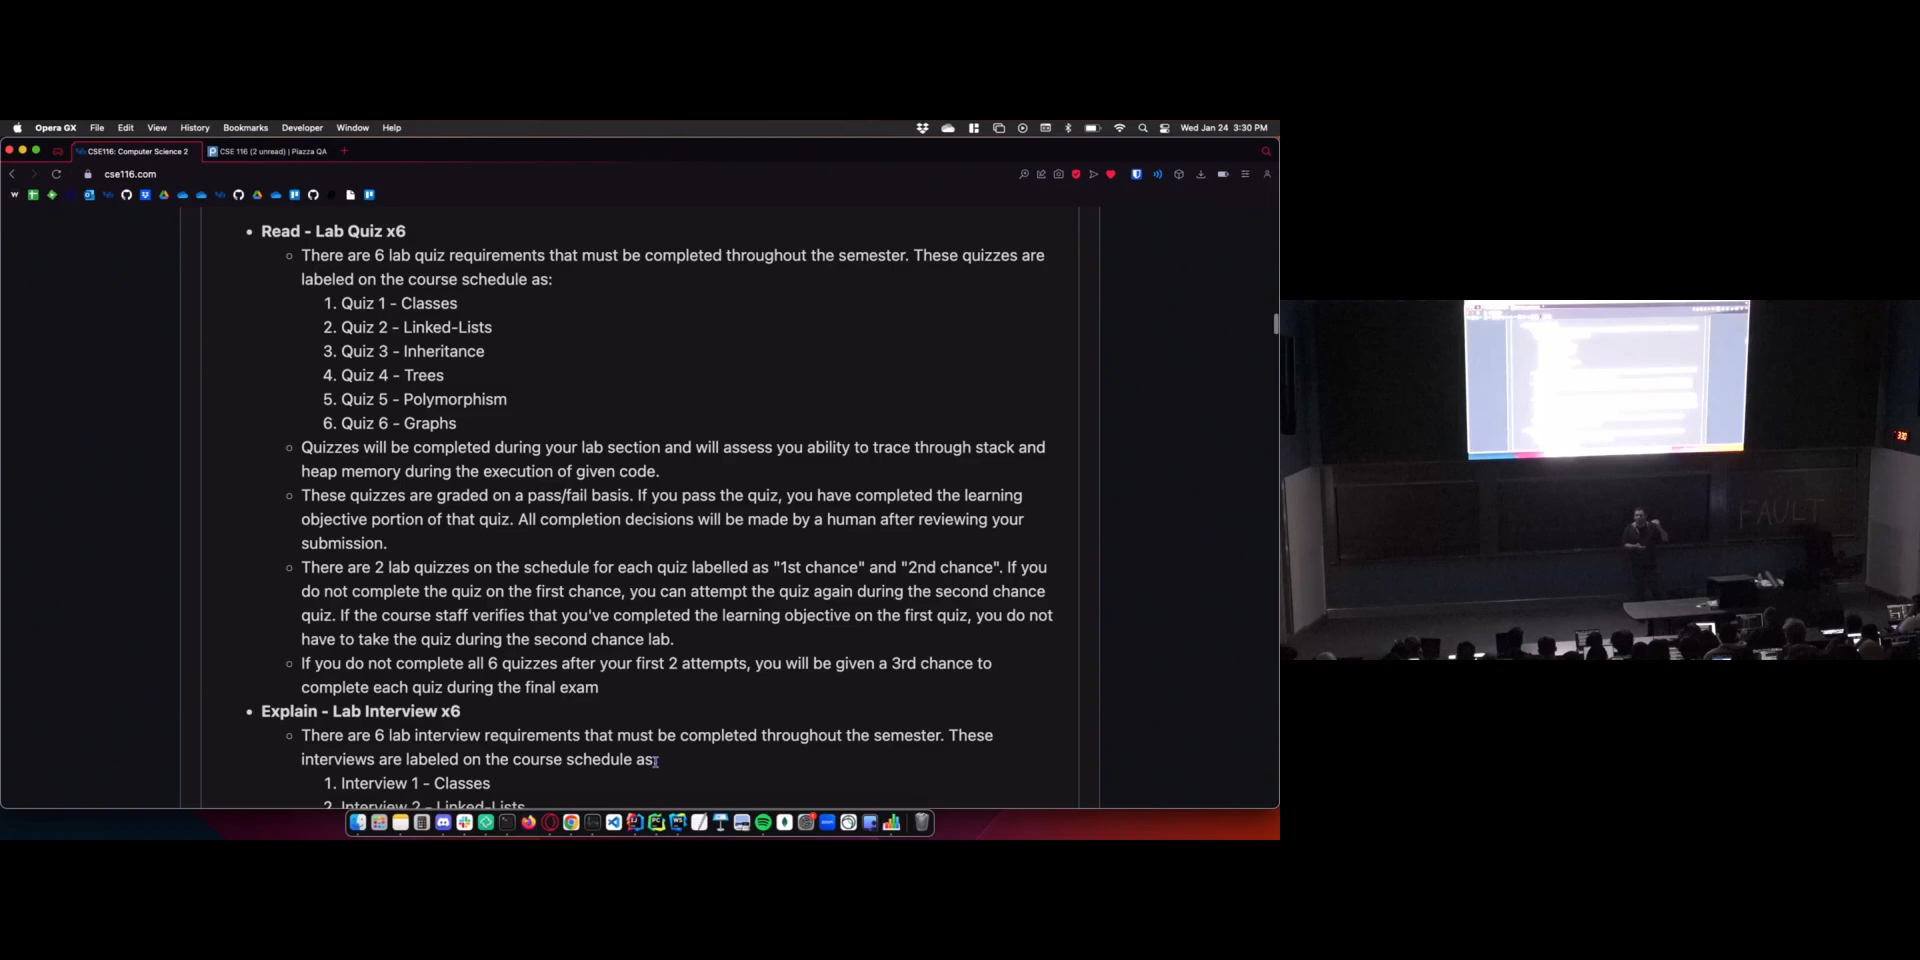 Opera GX File Edit View History Bookmarks Developer Window Help Wed Jan 24 3:30 PM
CSE116: Computer Science 2 CSE 116 (2 unread) | Piazza QA
cse116.com
Read - Lab Quiz x6
There are 6 lab quiz requirements that must be completed throughout the semester. These quizzes are
labeled on the course schedule as:
1. Quiz 1 - Classes
2. Quiz 2 - Linked-Lists
3. Quiz 3 - Inheritance
4. Quiz 4 - Trees
5. Quiz 5 - Polymorphism
6. Quiz 6 - Graphs
Quizzes will be completed during your lab section and will assess you ability to trace through stack and
heap memory during the execution of given code.
These quizzes are graded on a pass/fail basis. If you pass the quiz, you have completed the learning
objective portion of that quiz. All completion decisions will be made by a human after reviewing your
submission.
There are 2 lab quizzes on the schedule for each quiz labelled as "1st chance" and "2nd chance". If you
do not complete the quiz on the first chance, you can attempt the quiz again during the second chance
quiz. If the course staff verifies that you've completed the learning objective on the first quiz, you do not
have to take the quiz during the second chance lab.
If you do not complete all 6 quizzes after your first 2 attempts, you will be given a 3rd chance to
complete each quiz during the final exam
Explain - Lab Interview x6
There are 6 lab interview requirements that must be completed throughout the semester. These
interviews are labeled on the course schedule as:
1. Interview 1 - Classes
2. Interview 2 - Linked-Lists
FAULT
330